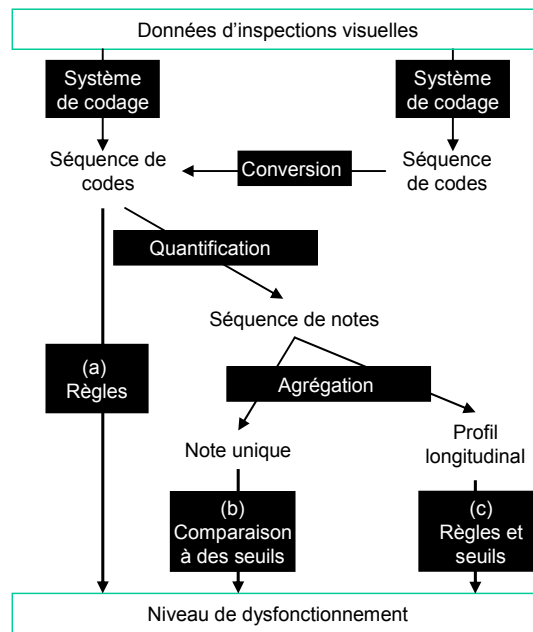 Données d'inspections visuelles
Système
de codage
Système
de codage
Séquence de
codes
Conversion
Séquence
de codes
Quantification
Séquence de notes
(a)
Règles
Agrégation
Note unique
Profil
longitudinal
(b)
Comparaison
à des seuils
(c)
Règles et
seuils
Niveau de dysfonctionnement